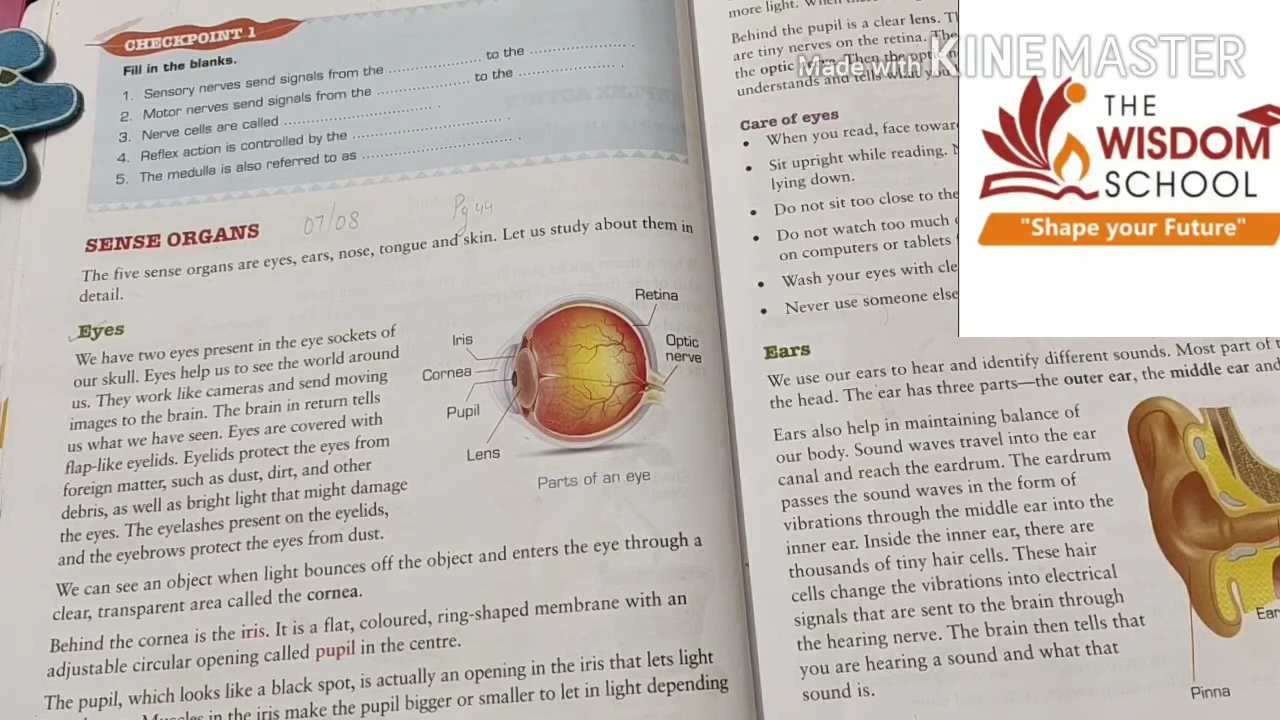 CHECKPOINT 1
Fill in the blanks.
1. Sensory nerves send signals from the ........................ to the ........................ .
2. Motor nerves send signals from the ........................ to the ........................ .
3. Nerve cells are called ........................ .
4. Reflex action is controlled by the ........................ .
5. The medulla is also referred to as ........................ .
SENSE ORGANS 07/08 Pg 44
The five sense organs are eyes, ears, nose, tongue and skin. Let us study about them in
detail.
Eyes
We have two eyes present in the eye sockets of
our skull. Eyes help us to see the world around
us. They work like cameras and send moving
images to the brain. The brain in return tells
us what we have seen. Eyes are covered with
flap-like eyelids. Eyelids protect the eyes from
foreign matter, such as dust, dirt, and other
debris, as well as bright light that might damage
the eyes. The eyelashes present on the eyelids,
and the eyebrows protect the eyes from dust.
Retina
Iris
Optic
nerve
Cornea
Pupil
Lens
Parts of an eye
We can see an object when light bounces off the object and enters the eye through a
clear, transparent area called the cornea.
Behind the cornea is the iris. It is a flat, coloured, ring-shaped membrane with an
adjustable circular opening called pupil in the centre.
The pupil, which looks like a black spot, is actually an opening in the iris that lets light
Muscles in the iris make the pupil bigger or smaller to let in light depending
more light. When
Behind the pupil is a clear lens.
are tiny nerves on the retina. The
the optic
understands and tells
Made with KINEMASTER
THE
WISDOM
SCHOOL
"Shape your Future"
Care of eyes
• When you read, face
• Sit upright while reading.
lying down.
• Do not sit too close to the
• Do not watch too much
on computers or tablets
• Wash your eyes with
• Never use someone
Ears
We use our ears to hear and identify different sounds. Most part of
the head. The ear has three parts—the outer ear, the middle ear and
Ears also help in maintaining balance of
our body. Sound waves travel into the ear
canal and reach the eardrum. The eardrum
passes the sound waves in the form of
vibrations through the middle ear into the
inner ear. Inside the inner ear, there are
thousands of tiny hair cells. These hair
cells change the vibrations into electrical
signals that are sent to the brain through
the hearing nerve. The brain then tells that
you are hearing a sound and what that
sound is.
Ear
Pinna